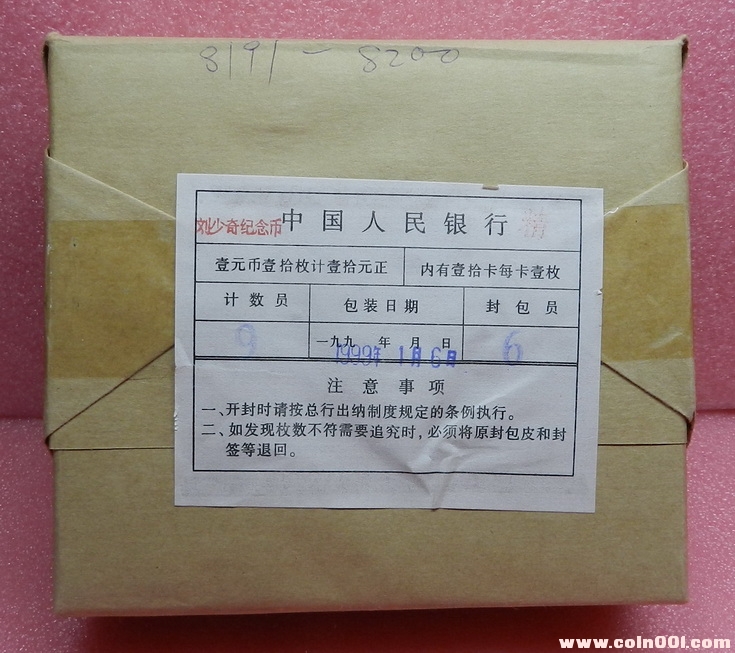 8191-8200
刘少奇纪念币 中国人民银行 精
壹元币壹拾枚计壹拾元正 内有壹拾卡每卡壹枚
计数员 包装日期 封包员
9 一九九 年 月 日 6
1999年 1月 6日
注意事项
一、开封时请按总行出纳制度规定的条例执行。
二、如发现枚数不符需要追究时，必须将原封包皮和封
签等退回。
www.coin001.com